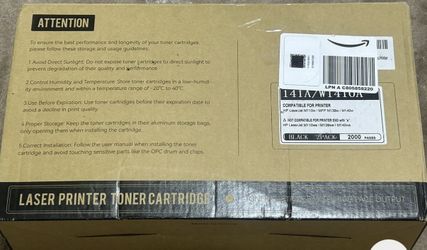 ATTENTION
To ensure the best performance and longevity of your toner cartridges,
please follow these storage and usage guidelines.
1.Avoid Direct Sunlight: Do not expose toner cartridges to direct sunlight to
prevent degradation of their quality and performance.
2.Control Humidity and Temperature: Store toner cartridges in a low-humid-
ity environment and within a temperature range of -20°C to 40°C.
3.Use Before Expiration: Use toner cartridges before their expiration date to
avoid a decline in print quality.
4.Proper Storage: Keep the toner cartridges in their aluminum storage bags,
only opening them when installing the cartridge.
5.Correct Installation: Follow the user manual when installing the toner
cartridge and avoid touching sensitive parts like the OPC drum and chips.
LPN A C805858220
141A/W1410A
COMPATIBLE FOR PRINTER
BLACK 2PACK 2000 PAGES
LASER PRINTER TONER CARTRIDGE
OUTPUT